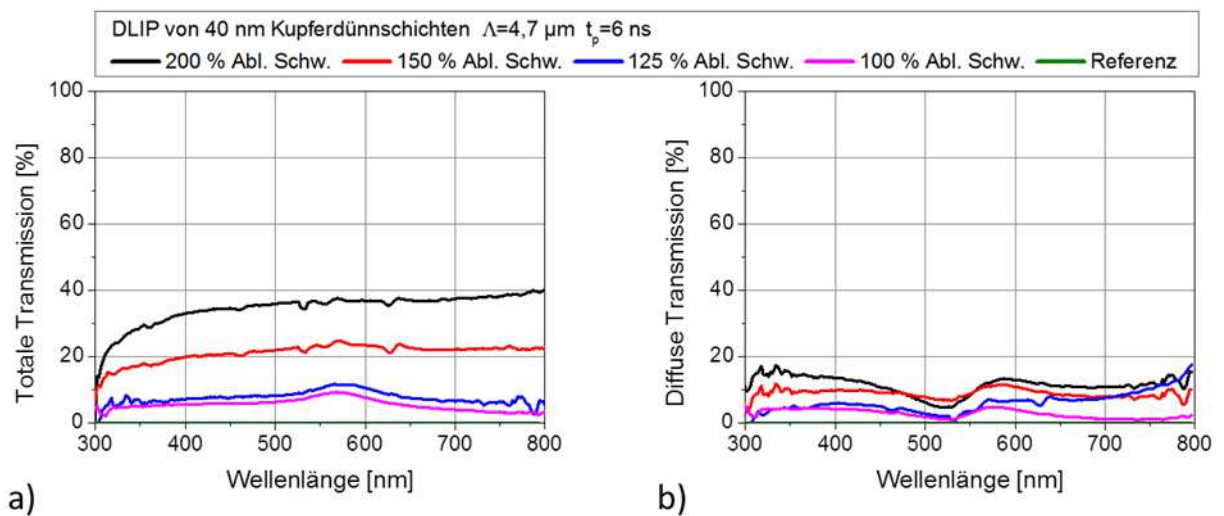 DLIP von 40 nm Kupferdünnschichten Λ=4,7 µm tp=6 ns
200 % Abl. Schw. 150 % Abl. Schw. 125 % Abl. Schw. 100 % Abl. Schw. Referenz
100
80
60
40
20
0
Totale Transmission [%]
300 400 500 600 700 800
Wellenlänge [nm]
a)
100
80
60
40
20
0
Diffuse Transmission [%]
300 400 500 600 700 800
Wellenlänge [nm]
b)